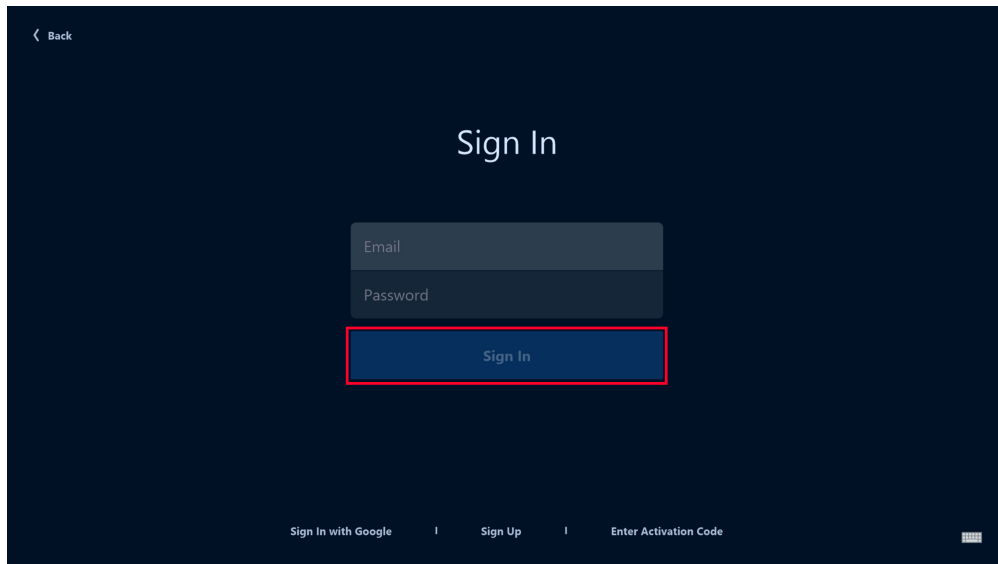 Back
Sign In
Email
Password
Sign In
Sign In with Google | Sign Up | Enter Activation Code